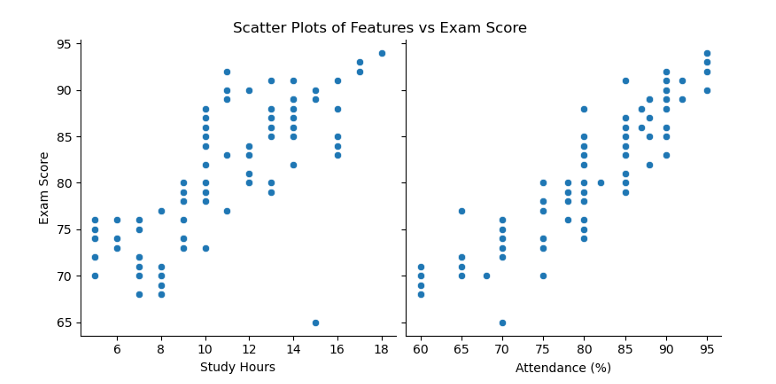 Scatter Plots of Features vs Exam Score
95
90
85
80
75
70
65
Exam Score
6 8 10 12 14 16 18
Study Hours
60 65 70 75 80 85 90 95
Attendance (%)